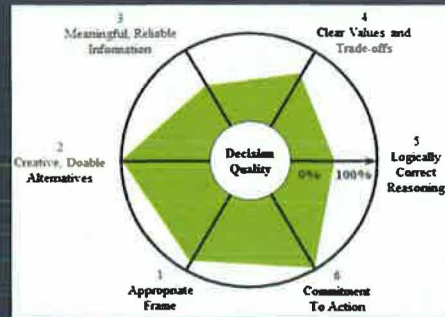 3
Meaningful, Reliable
Information
4
Clear Values and
Trade-offs
2
Creative, Doable
Alternatives
Decision
Quality
0%
100%
5
Logically
Correct
Reasoning
1
Appropriate
Frame
6
Commitment
To Action